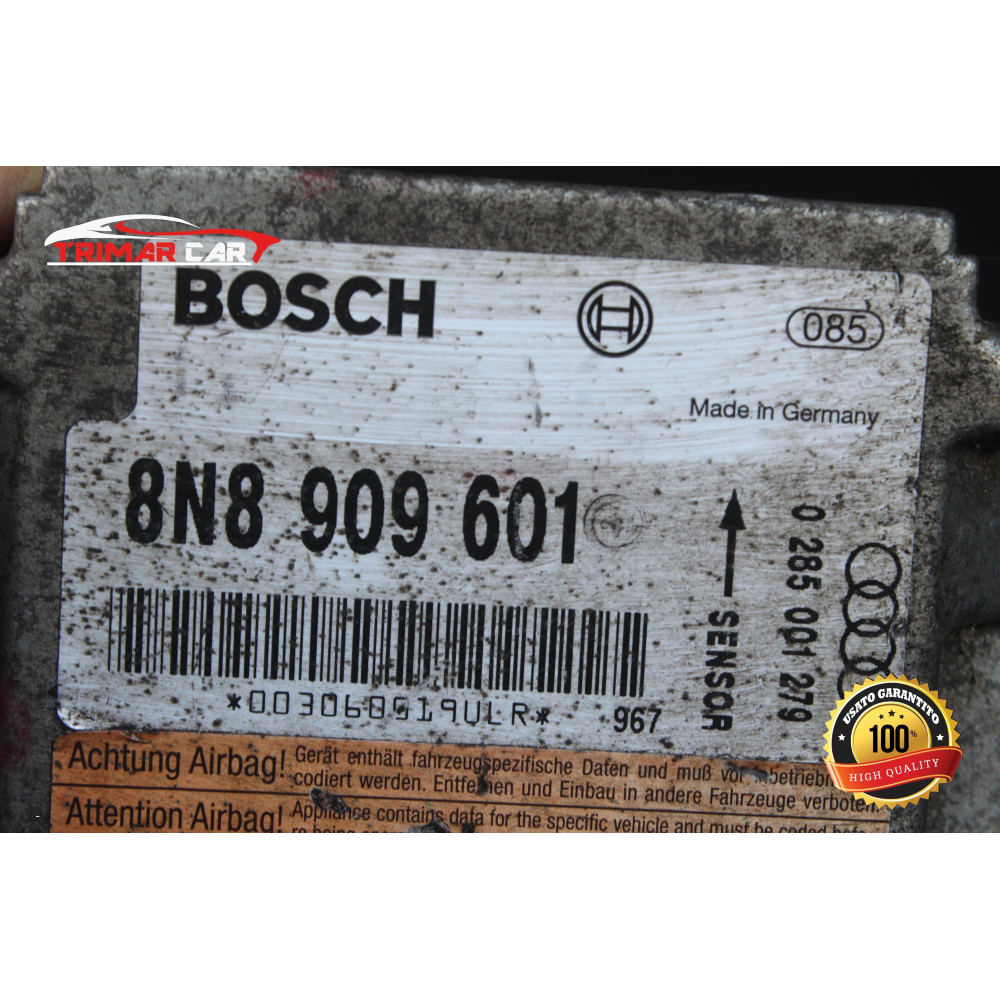 TRIMAR CAR
BOSCH
085
Made in Germany
8N8 909 601
SENSOR
0 285 001 279
967
Achtung Airbag! Gerät enthält fahrzeugspezifische Daten und muß vor
codiert werden. Entfernen und Einbau in andere Fahrzeuge verboten.
Attention Airbag! Appliance contains data for the specific vehicle and must be coded
USATO GARANTITO
100%
HIGH QUALITY